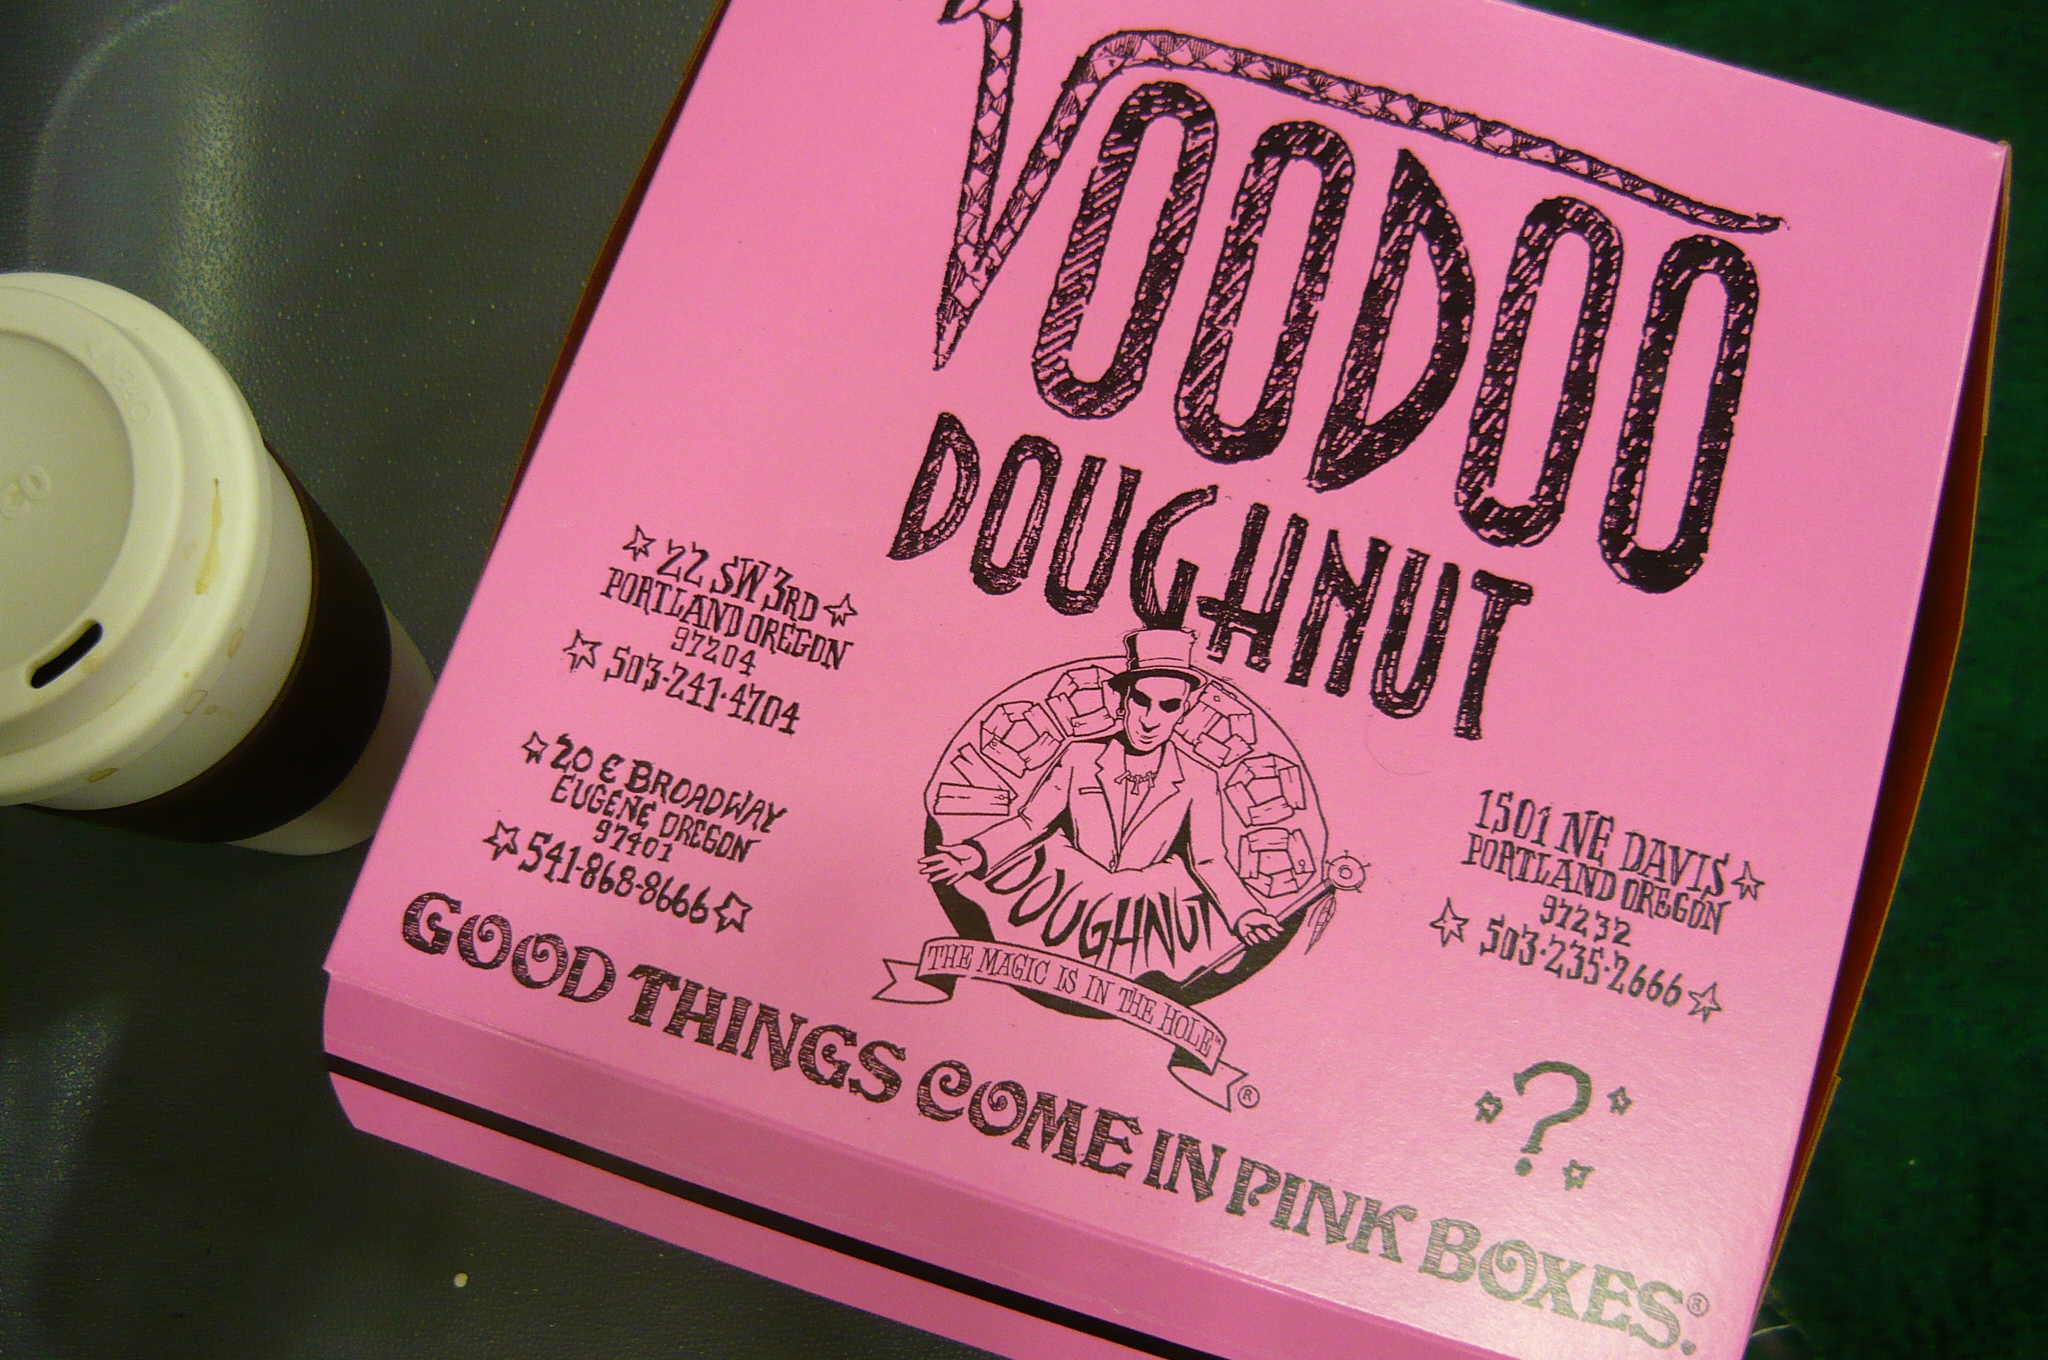 VOODOO
DOUGHNUT
22 SW 3RD
PORTLAND OREGON
97204
503·241·4704
20 E BROADWAY
EUGENE OREGON
97401
541·868·8666
1501 NE DAVIS
PORTLAND OREGON
97232
503·235·2666
?
DOUGHNUT
THE MAGIC IS IN THE HOLE™
®
GOOD THINGS COME IN PINK BOXES.®